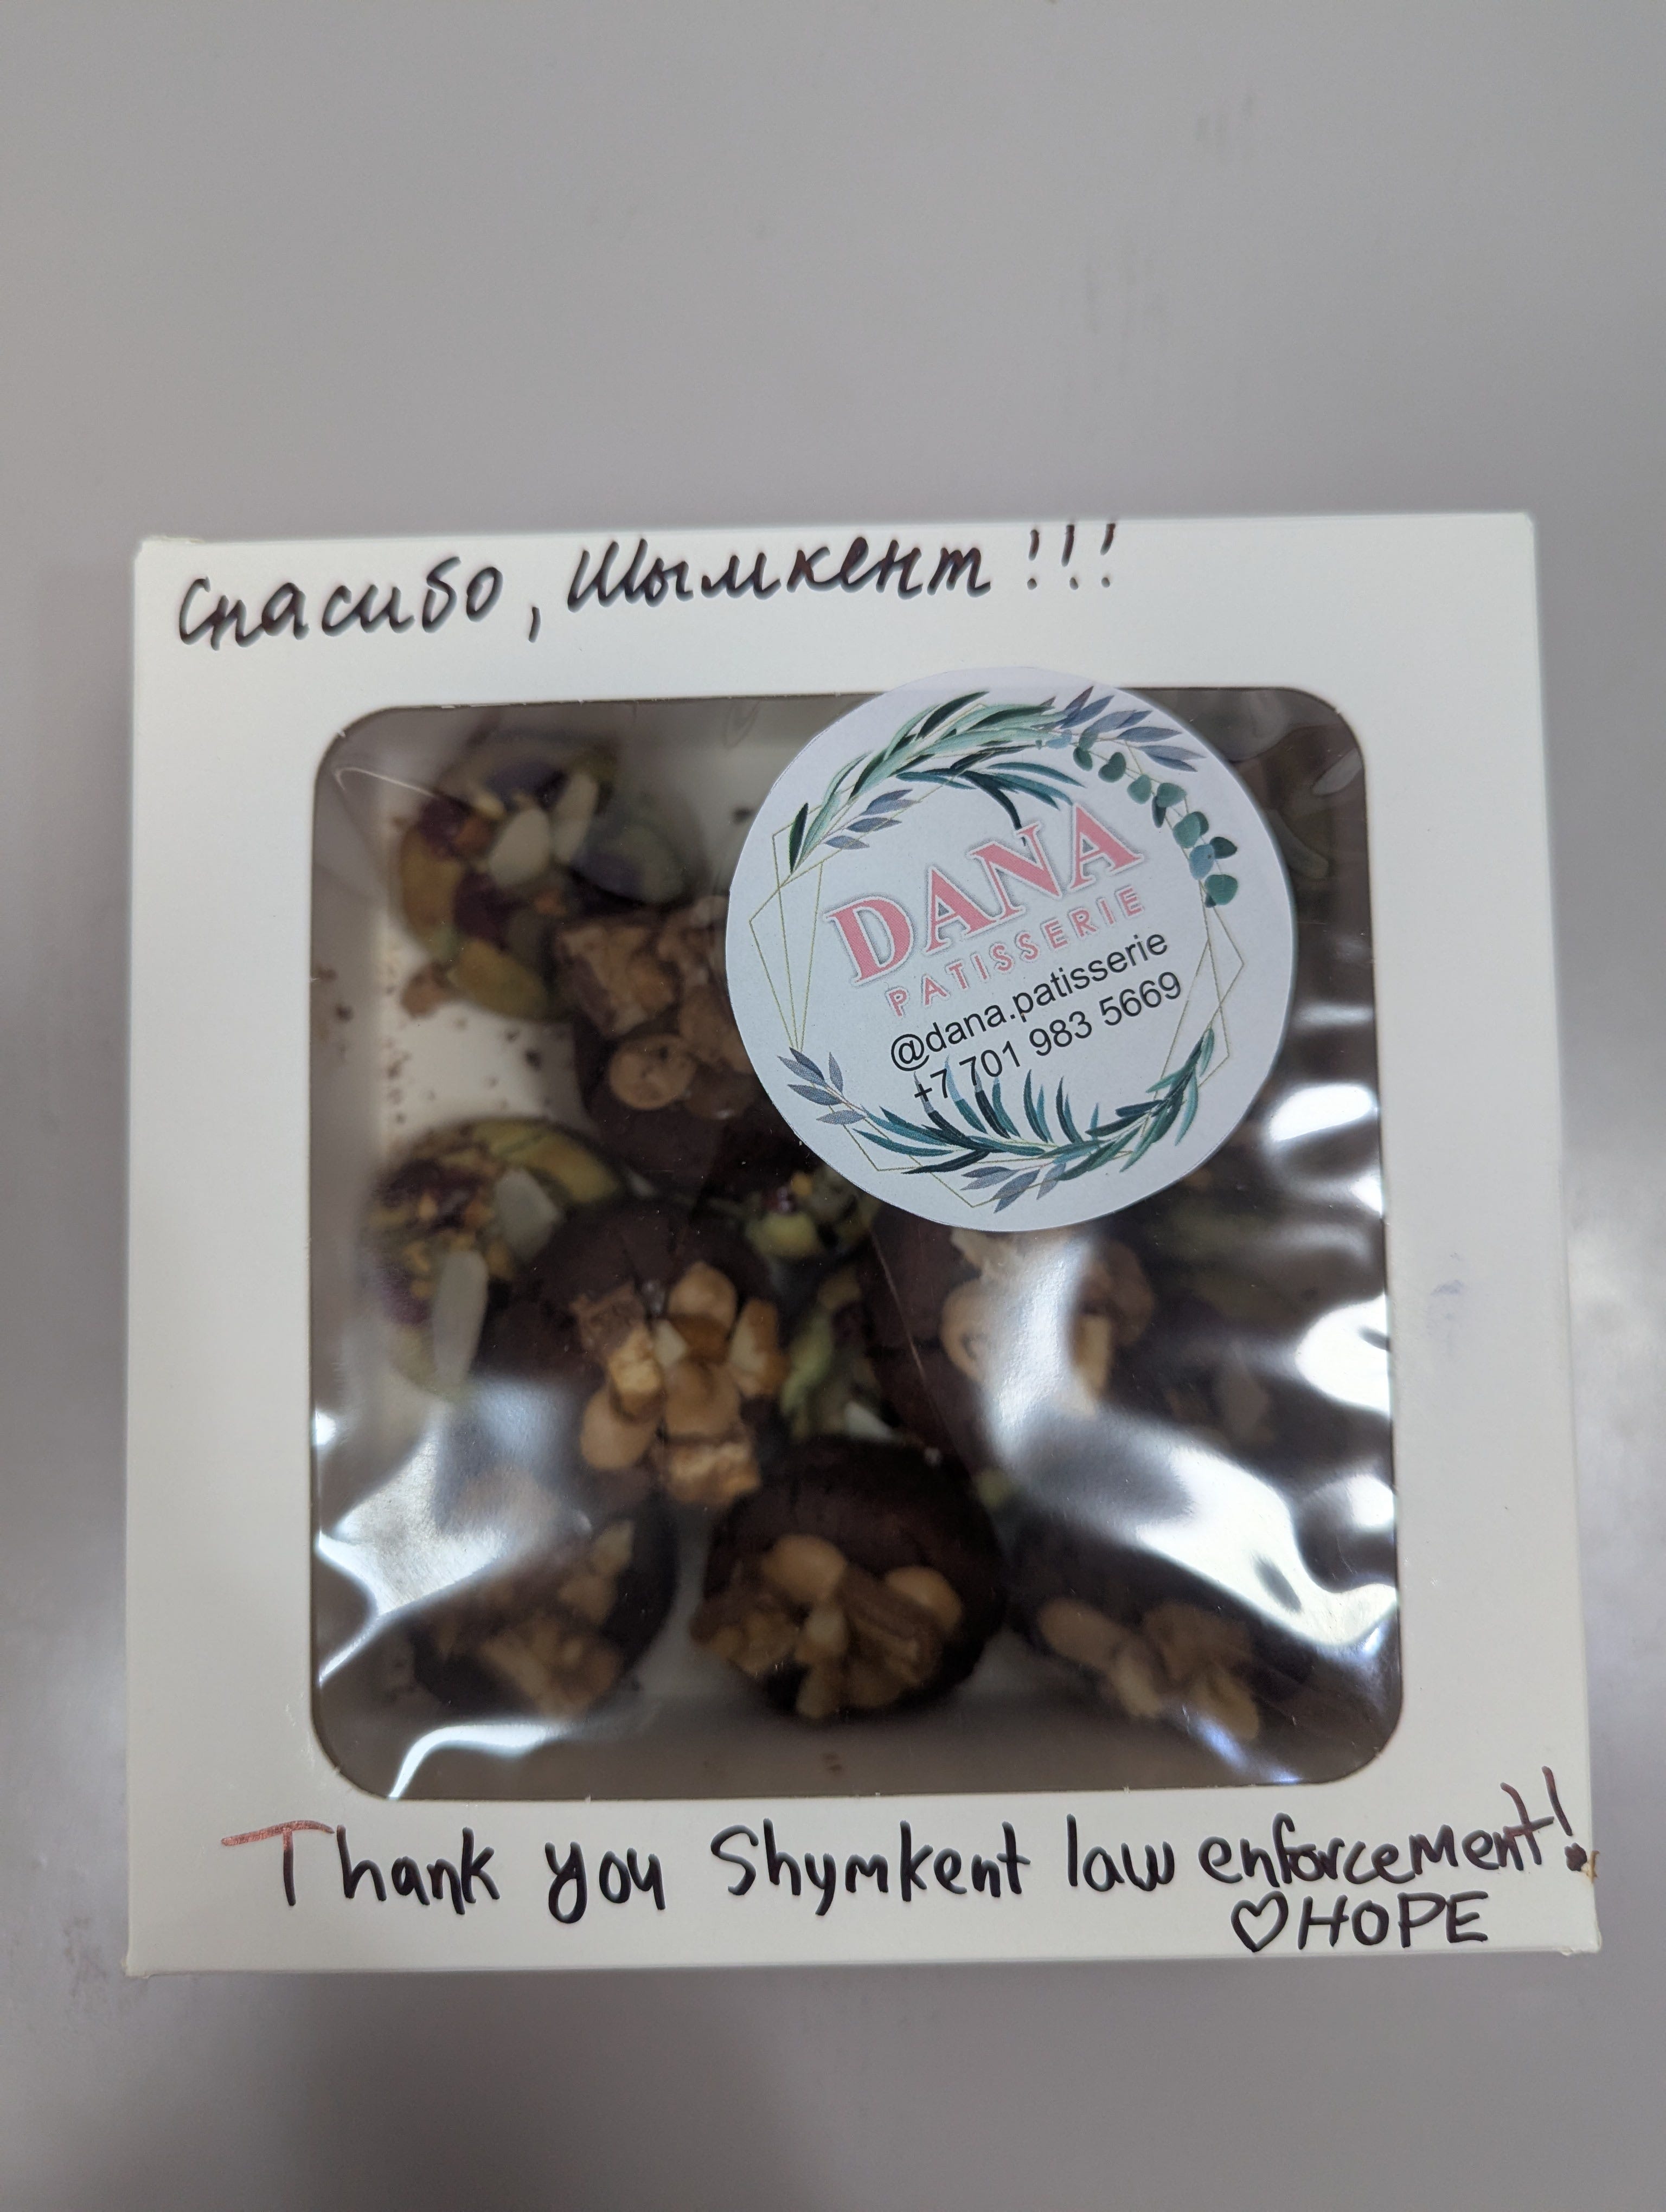 Спасибо, Шымкент!!!
DANA
PATISSERIE
@dana.patisserie
+7 701 983 5669
Thank you Shymkent law enforcement!
♡HOPE